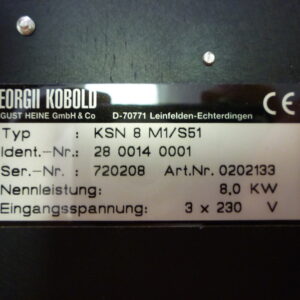 EORGII KOBOLD
GUST HEINE GmbH & Co D-70771 Leinfelden-Echterdingen
CE
Typ : KSN 8 M1/S51
Ident.-Nr.: 28 0014 0001
Ser.-Nr. : 720208 Art.Nr. 0202133
Nennleistung: 8,0 KW
Eingangsspannung: 3 x 230 V